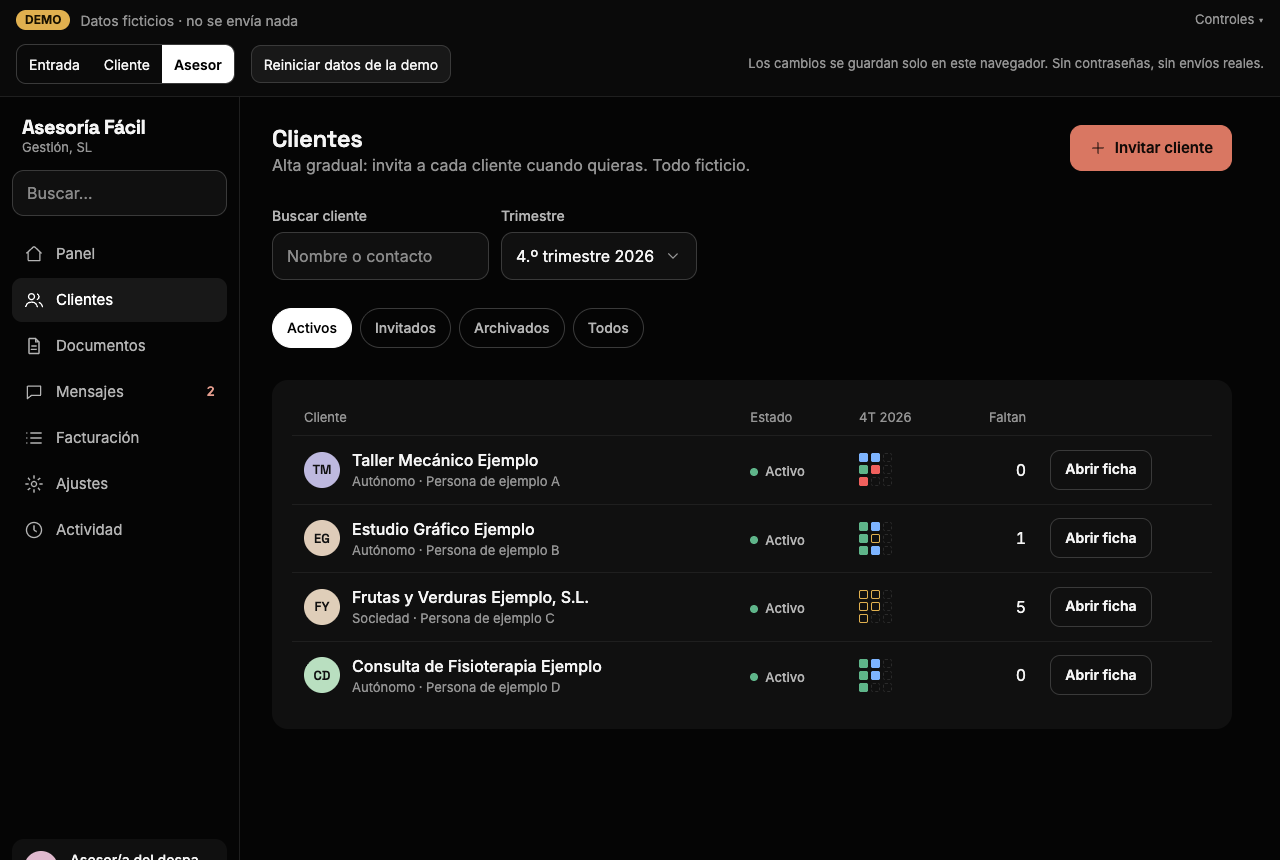 DEMO Datos ficticios · no se envía nada
Controles ▾
Entrada Cliente Asesor Reiniciar datos de la demo
Los cambios se guardan solo en este navegador. Sin contraseñas, sin envíos reales.
Asesoría Fácil
Gestión, SL
Buscar...
Panel
Clientes
Documentos
Mensajes 2
Facturación
Ajustes
Actividad
Clientes
Alta gradual: invita a cada cliente cuando quieras. Todo ficticio.
+ Invitar cliente
Buscar cliente Trimestre
Nombre o contacto 4.º trimestre 2026
Activos Invitados Archivados Todos
Cliente Estado 4T 2026 Faltan
TM Taller Mecánico Ejemplo
Autónomo · Persona de ejemplo A
Activo 0 Abrir ficha
EG Estudio Gráfico Ejemplo
Autónomo · Persona de ejemplo B
Activo 1 Abrir ficha
FY Frutas y Verduras Ejemplo, S.L.
Sociedad · Persona de ejemplo C
Activo 5 Abrir ficha
CD Consulta de Fisioterapia Ejemplo
Autónomo · Persona de ejemplo D
Activo 0 Abrir ficha
Asesor/a del despa